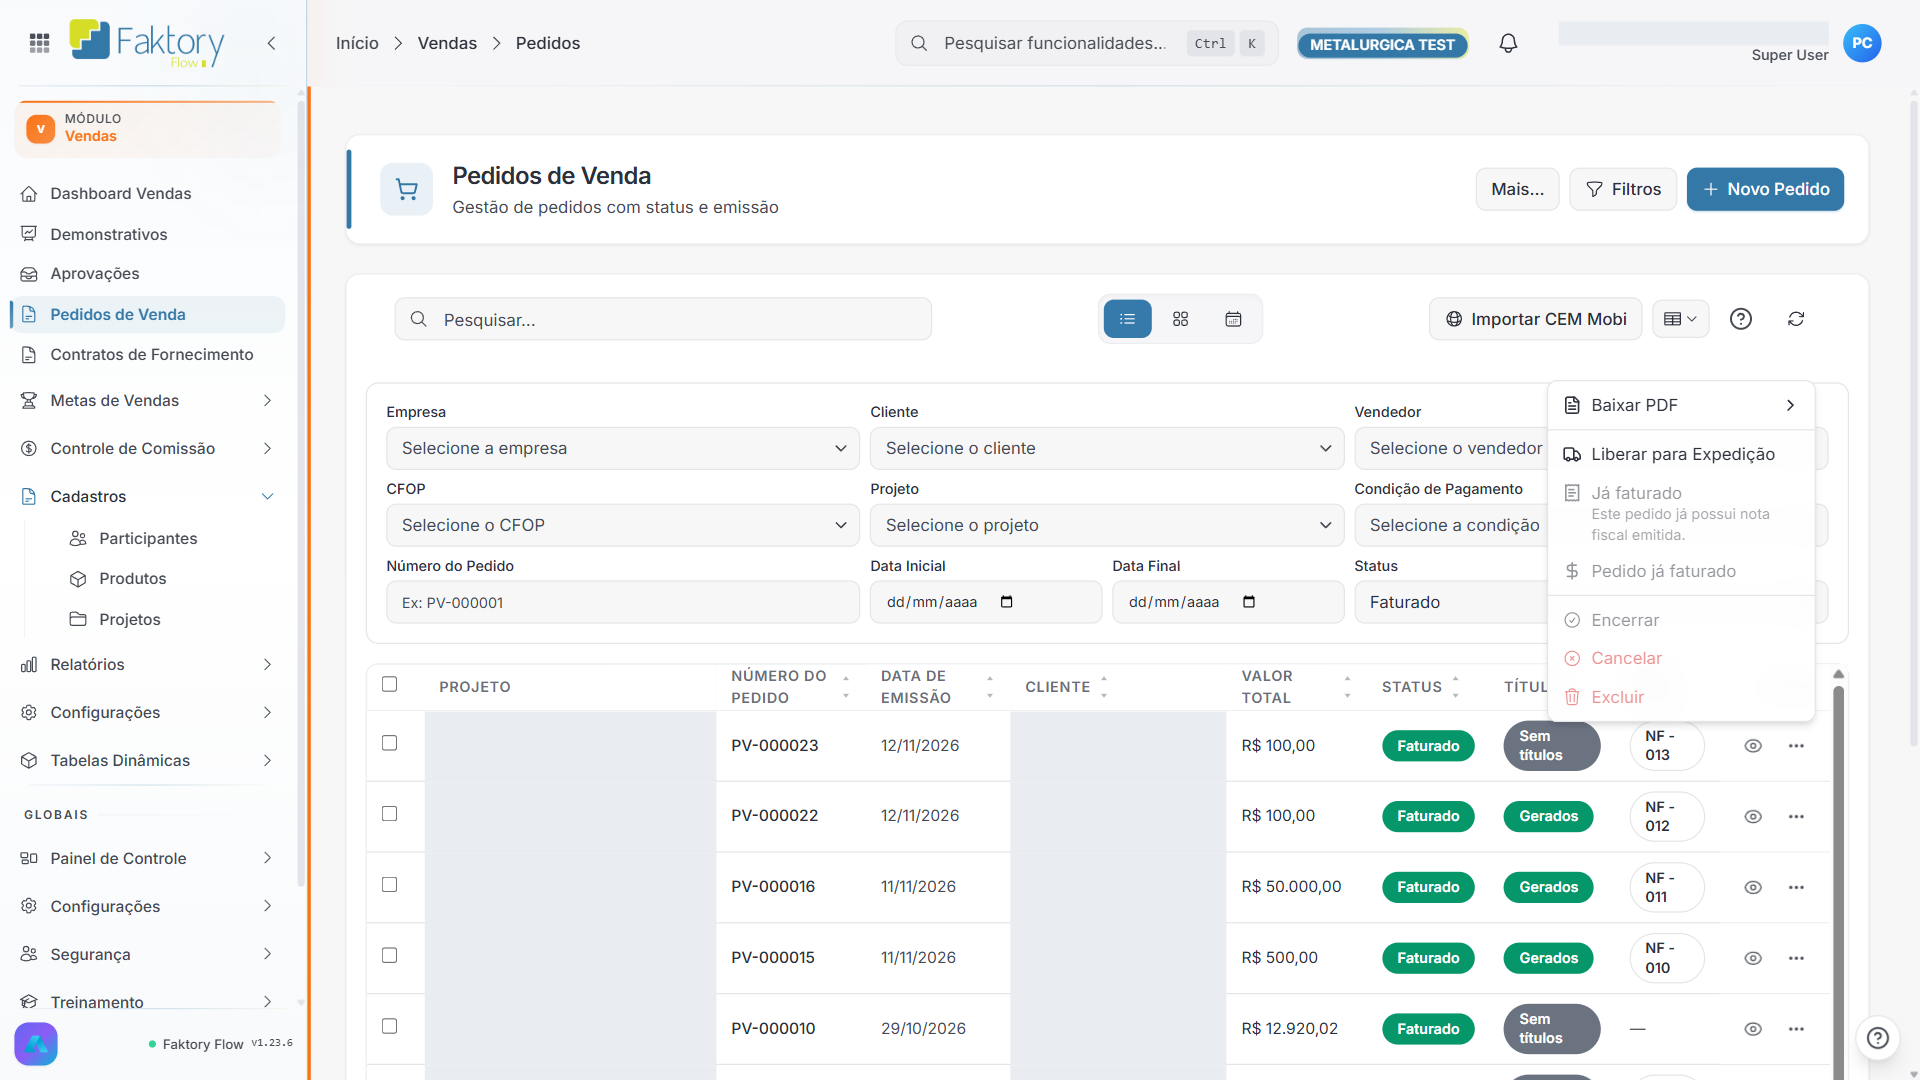 Faktory
Flow
Início > Vendas > Pedidos
Pesquisar funcionalidades...
Ctrl K
METALURGICA TEST
Super User
PC
V
MÓDULO
Vendas
Dashboard Vendas
Demonstrativos
Aprovações
Pedidos de Venda
Contratos de Fornecimento
Metas de Vendas
Controle de Comissão
Cadastros
Participantes
Produtos
Projetos
Relatórios
Configurações
Tabelas Dinâmicas
GLOBAIS
Painel de Controle
Configurações
Segurança
Treinamento
Faktory Flow v1.23.6
Pedidos de Venda
Gestão de pedidos com status e emissão
Mais...
Filtros
Novo Pedido
Pesquisar...
Importar CEM Mobi
Empresa
Selecione a empresa
Cliente
Selecione o cliente
Vendedor
Selecione o vendedor
CFOP
Selecione o CFOP
Projeto
Selecione o projeto
Condição de Pagamento
Selecione a condição
Número do Pedido
Ex: PV-000001
Data Inicial
dd/mm/aaaa
Data Final
dd/mm/aaaa
Status
Faturado
Baixar PDF
Liberar para Expedição
Já faturado
Este pedido já possui nota
fiscal emitida.
Pedido já faturado
Encerrar
Cancelar
Excluir
PROJETO
NÚMERO DO
PEDIDO
DATA DE
EMISSÃO
CLIENTE
VALOR
TOTAL
STATUS
TÍTUL
PV-000023 12/11/2026 R$ 100,00 Faturado Sem títulos NF - 013
PV-000022 12/11/2026 R$ 100,00 Faturado Gerados NF - 012
PV-000016 11/11/2026 R$ 50.000,00 Faturado Gerados NF - 011
PV-000015 11/11/2026 R$ 500,00 Faturado Gerados NF - 010
PV-000010 29/10/2026 R$ 12.920,02 Faturado Sem títulos —